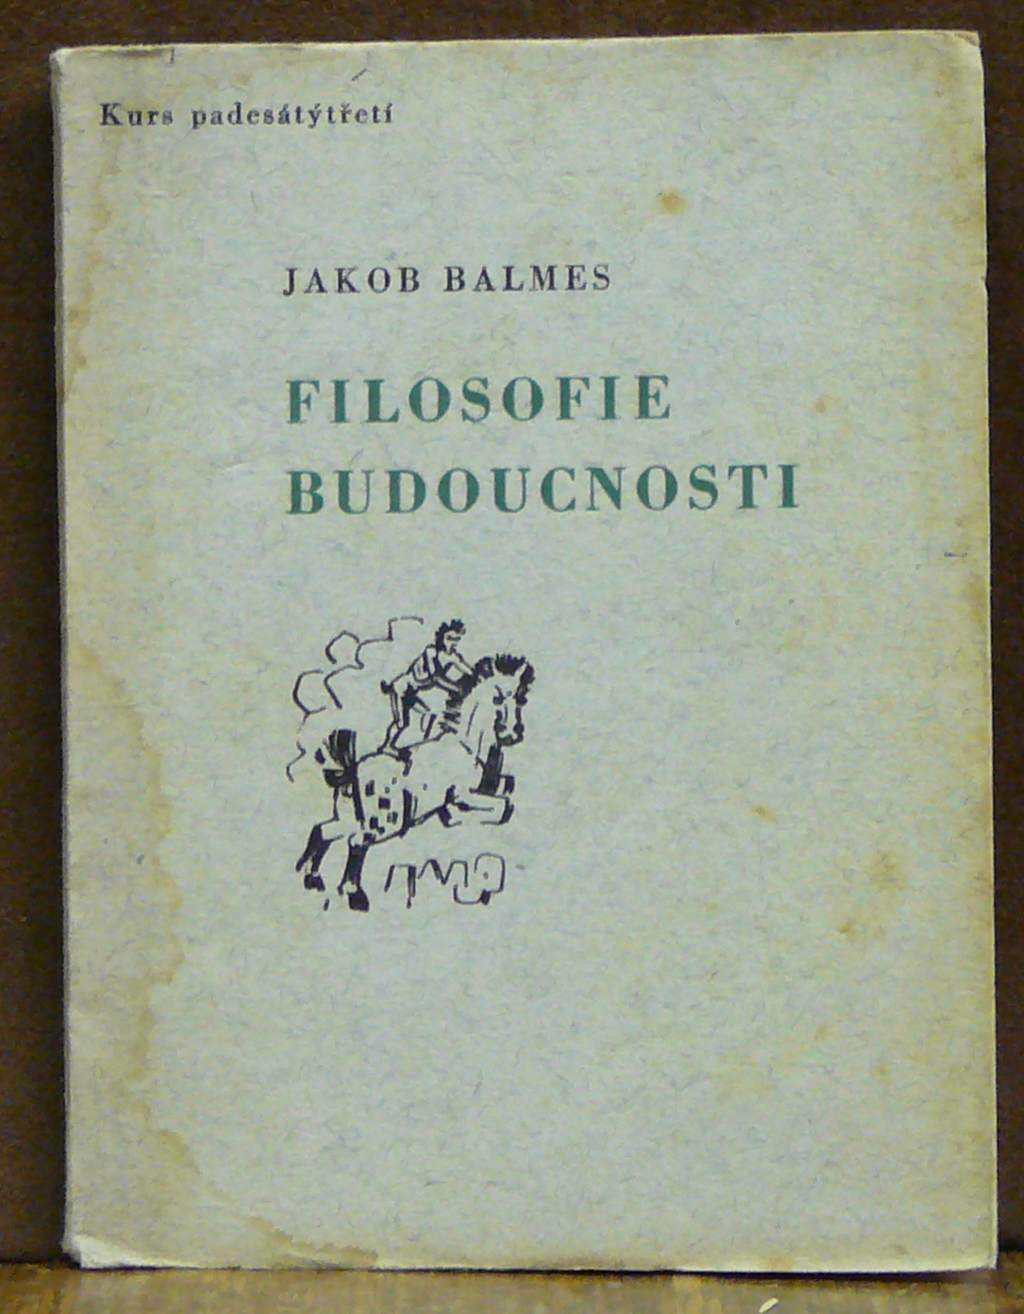 Kurs padesátýtřetí
JAKOB BALMES
FILOSOFIE
BUDOUCNOSTI